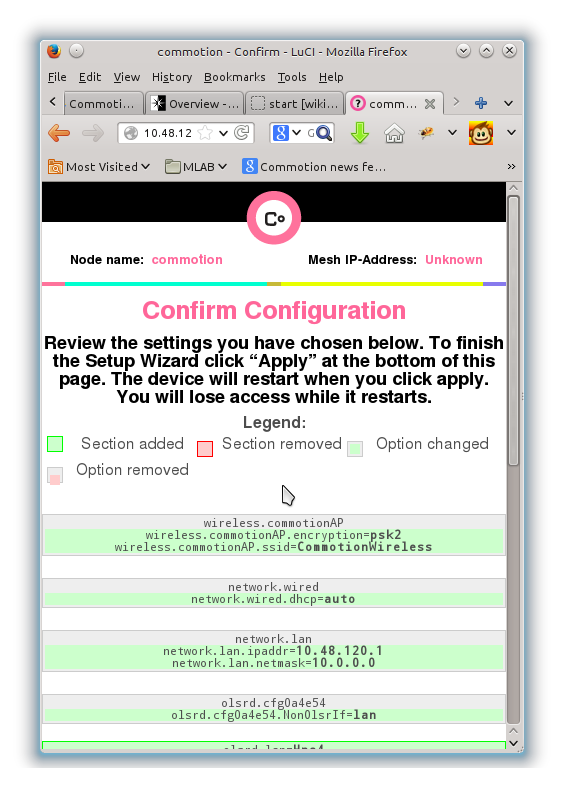 commotion - Confirm - LuCI - Mozilla Firefox
File Edit View History Bookmarks Tools Help
Commoti... Overview -... start [wiki... comm...
10.48.12 8 G
Most Visited MLAB 8 Commotion news fe... »
Co
Node name: commotion Mesh IP-Address: Unknown
Confirm Configuration
Review the settings you have chosen below. To finish
the Setup Wizard click “Apply” at the bottom of this
page. The device will restart when you click apply.
You will lose access while it restarts.
Legend:
Section added Section removed Option changed
Option removed
wireless.commotionAP
wireless.commotionAP.encryption=psk2
wireless.commotionAP.ssid=CommotionWireless
network.wired
network.wired.dhcp=auto
network.lan
network.lan.ipaddr=10.48.120.1
network.lan.netmask=10.0.0.0
olsrd.cfg0a4e54
olsrd.cfg0a4e54.NonOlsrIf=lan